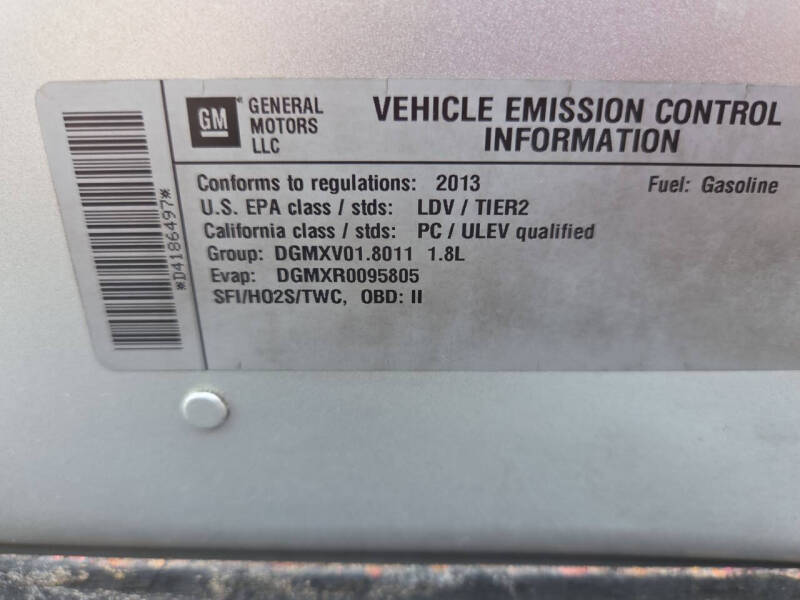 *D4186497*
GM
GENERAL
MOTORS
LLC
VEHICLE EMISSION CONTROL
INFORMATION
Conforms to regulations: 2013 Fuel: Gasoline
U.S. EPA class / stds: LDV / TIER2
California class / stds: PC / ULEV qualified
Group: DGMXV01.8011 1.8L
Evap: DGMXR0095805
SFI/HO2S/TWC, OBD: II